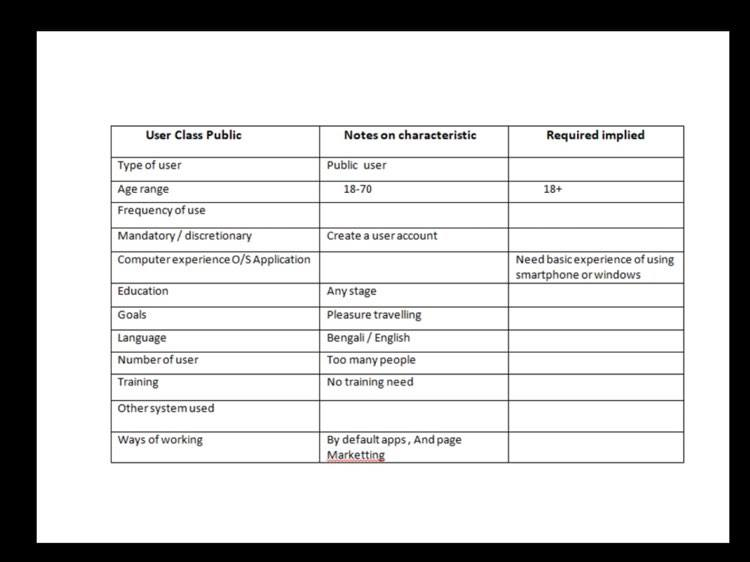 User Class Public Notes on characteristic Required implied
Type of user Public user
Age range 18-70 18+
Frequency of use
Mandatory / discretionary Create a user account
Computer experience O/S Application Need basic experience of using
smartphone or windows
Education Any stage
Goals Pleasure travelling
Language Bengali / English
Number of user Too many people
Training No training need
Other system used
Ways of working By default apps , And page
Marketting